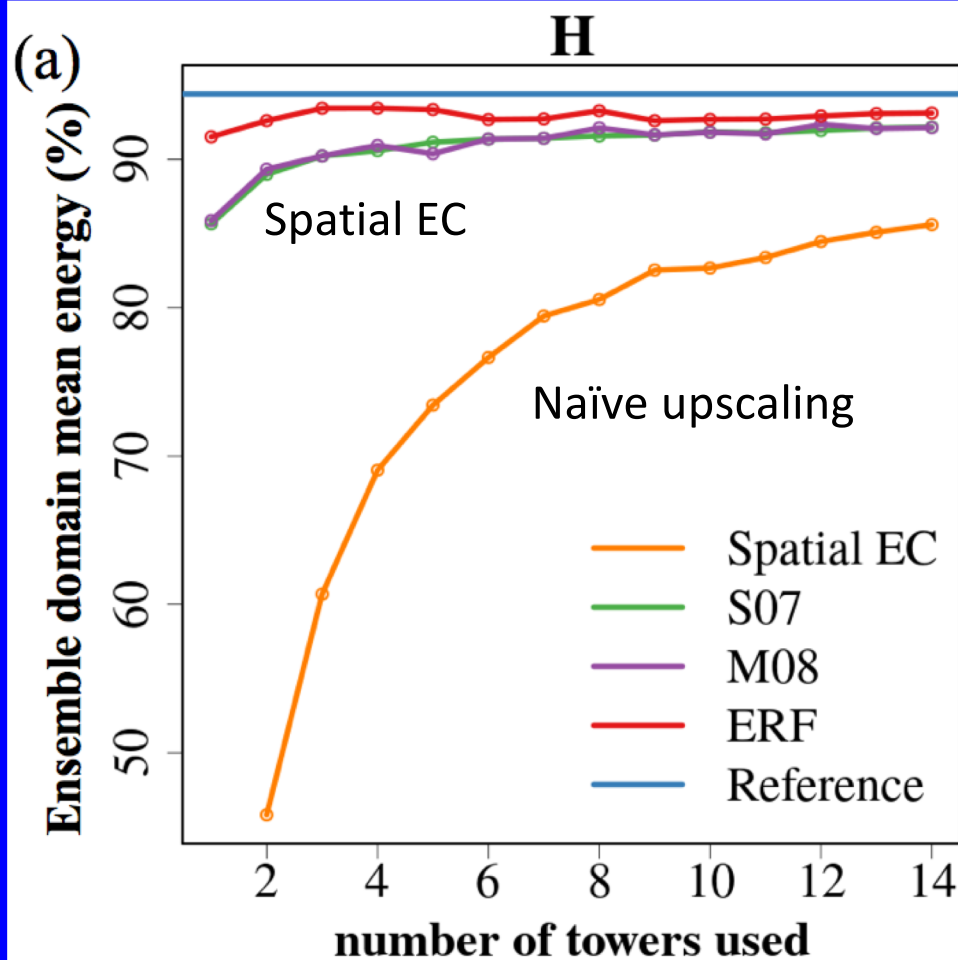 (a)
H
Ensemble domain mean energy (%)
90
80
70
60
50
Spatial EC
Naïve upscaling
Spatial EC
S07
M08
ERF
Reference
2 4 6 8 10 12 14
number of towers used